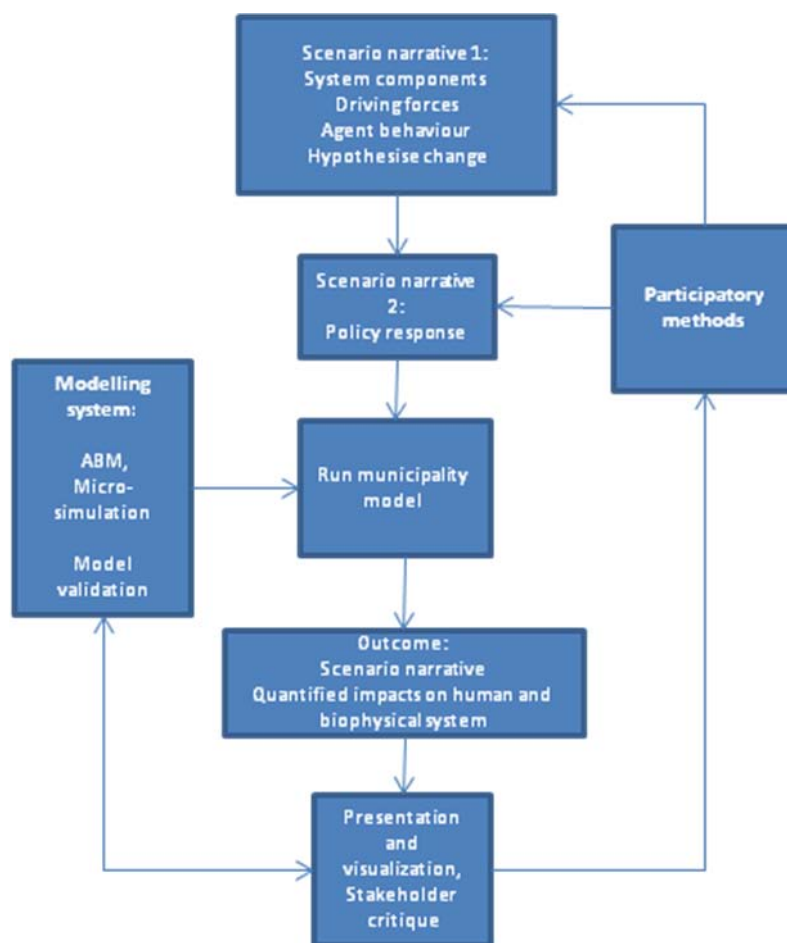 Scenario narrative 1:
System components
Driving forces
Agent behaviour
Hypothesise change
Scenario narrative
2:
Policy response
Participatory
methods
Modelling
system:
ABM,
Micro-
simulation
Model
validation
Run municipality
model
Outcome:
Scenario narrative
Quantified impacts on human and
biophysical system
Presentation
and
visualization,
Stakeholder
critique